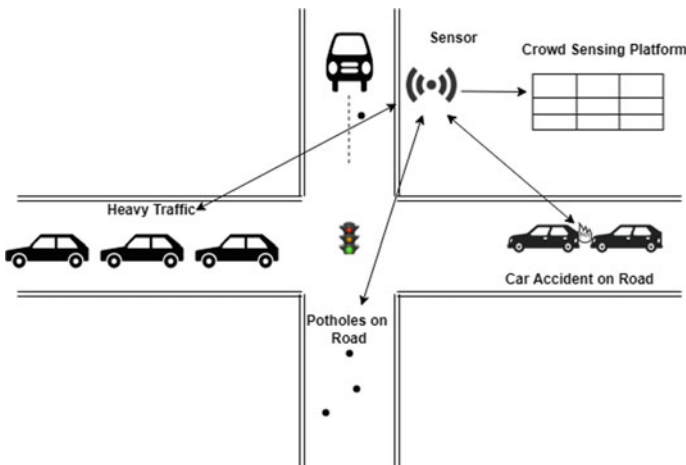 Sensor
Crowd Sensing Platform
Heavy Traffic
Car Accident on Road
Potholes on
Road